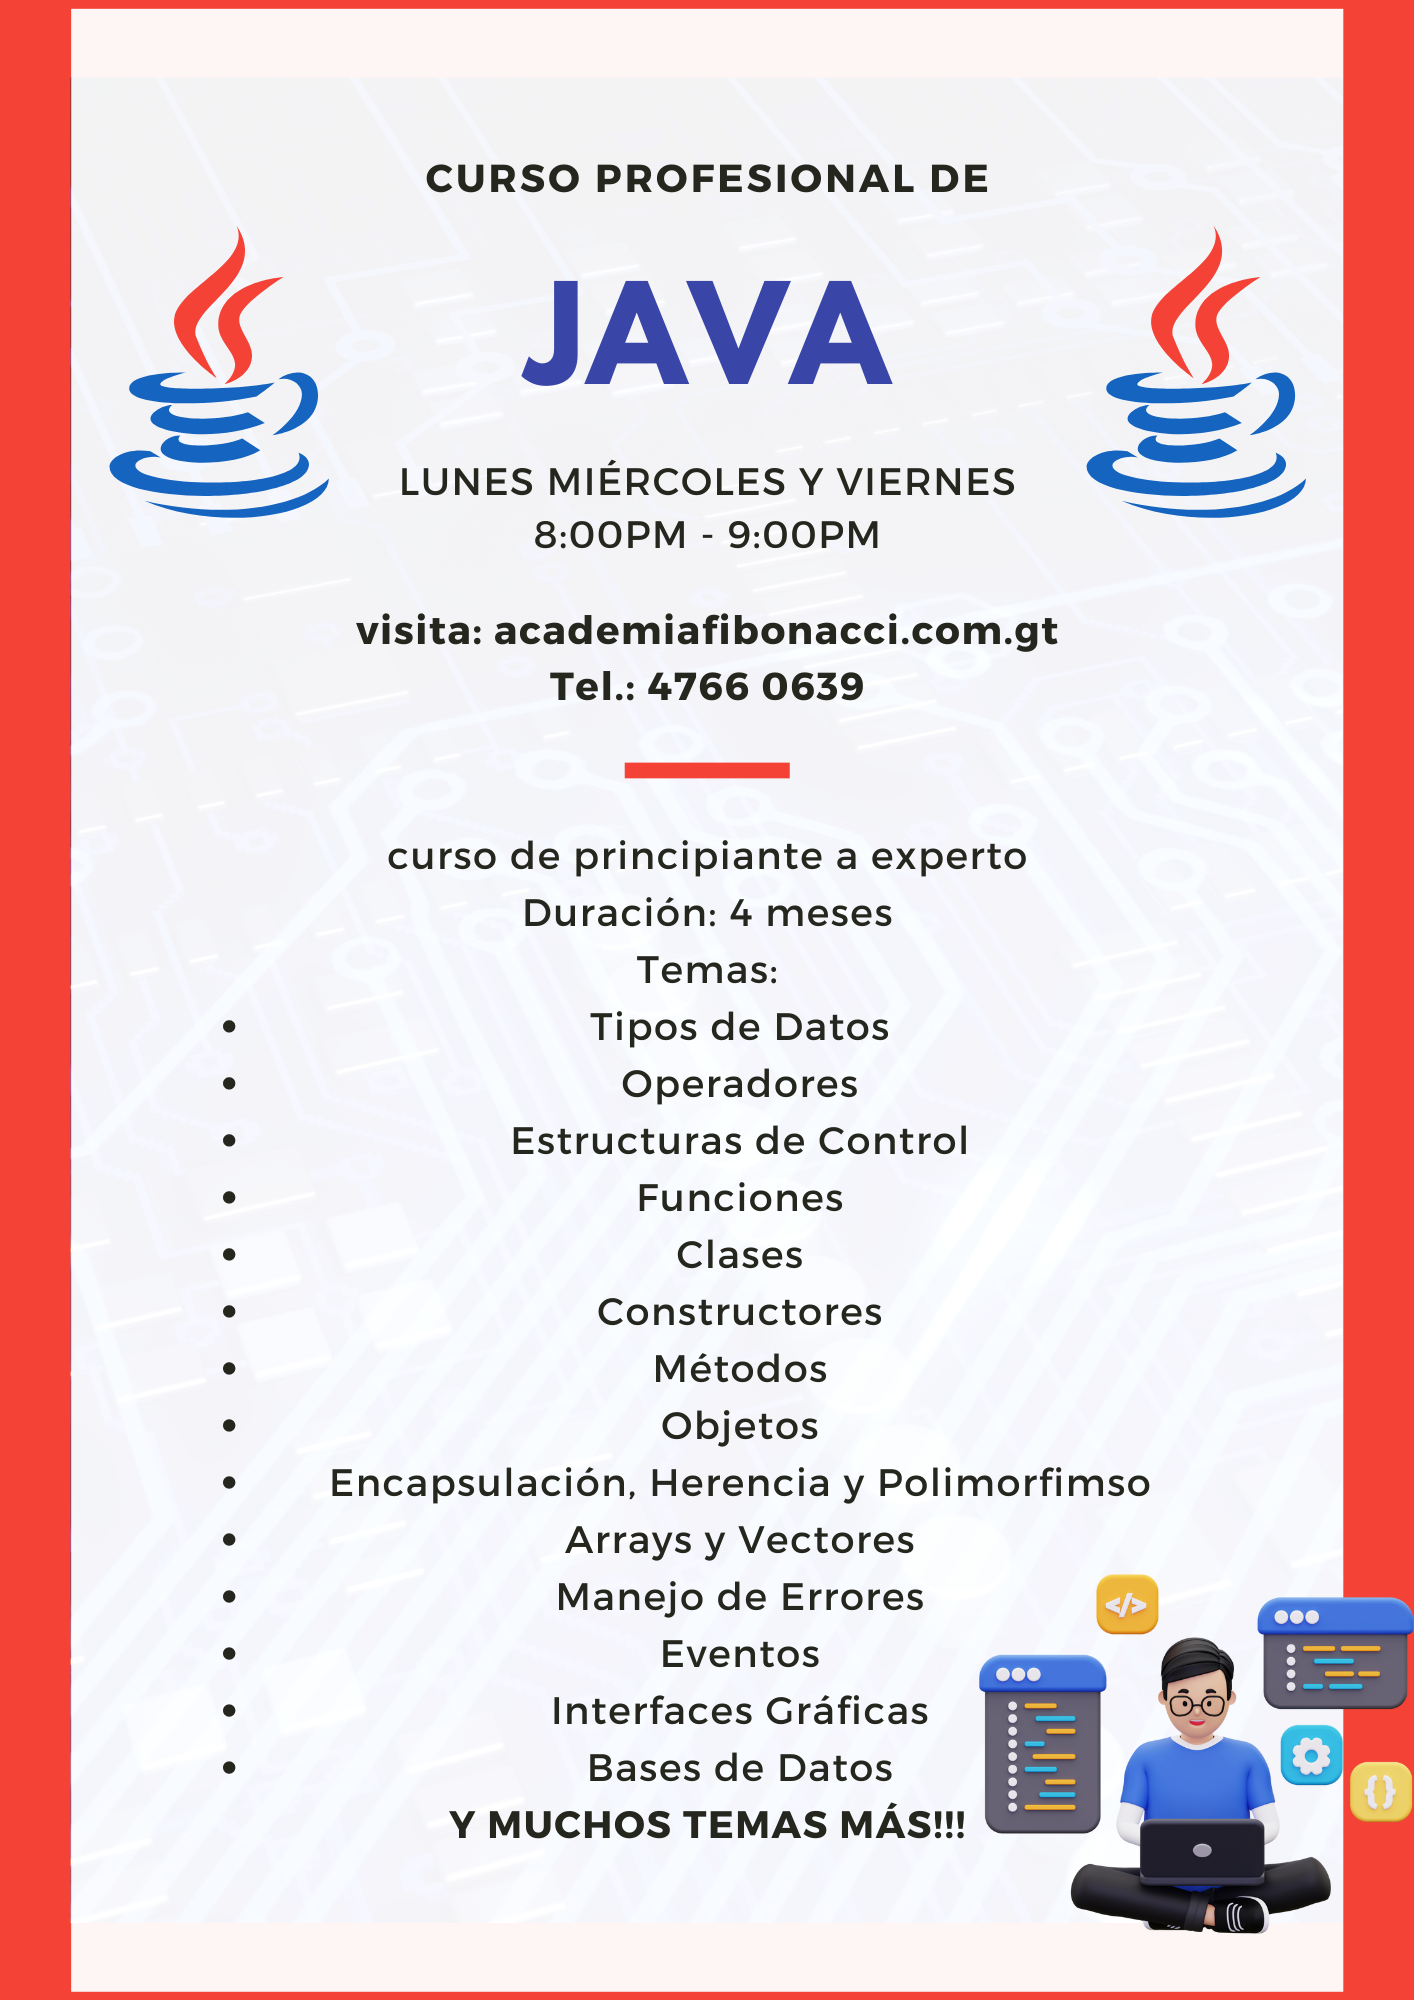 CURSO PROFESIONAL DE
JAVA
LUNES MIÉRCOLES Y VIERNES
8:00PM - 9:00PM
visita: academiafibonacci.com.gt
Tel.: 4766 0639
curso de principiante a experto
Duración: 4 meses
Temas:
• Tipos de Datos
• Operadores
• Estructuras de Control
• Funciones
• Clases
• Constructores
• Métodos
• Objetos
• Encapsulación, Herencia y Polimorfimso
• Arrays y Vectores
• Manejo de Errores
• Eventos
• Interfaces Gráficas
• Bases de Datos
Y MUCHOS TEMAS MÁS!!!